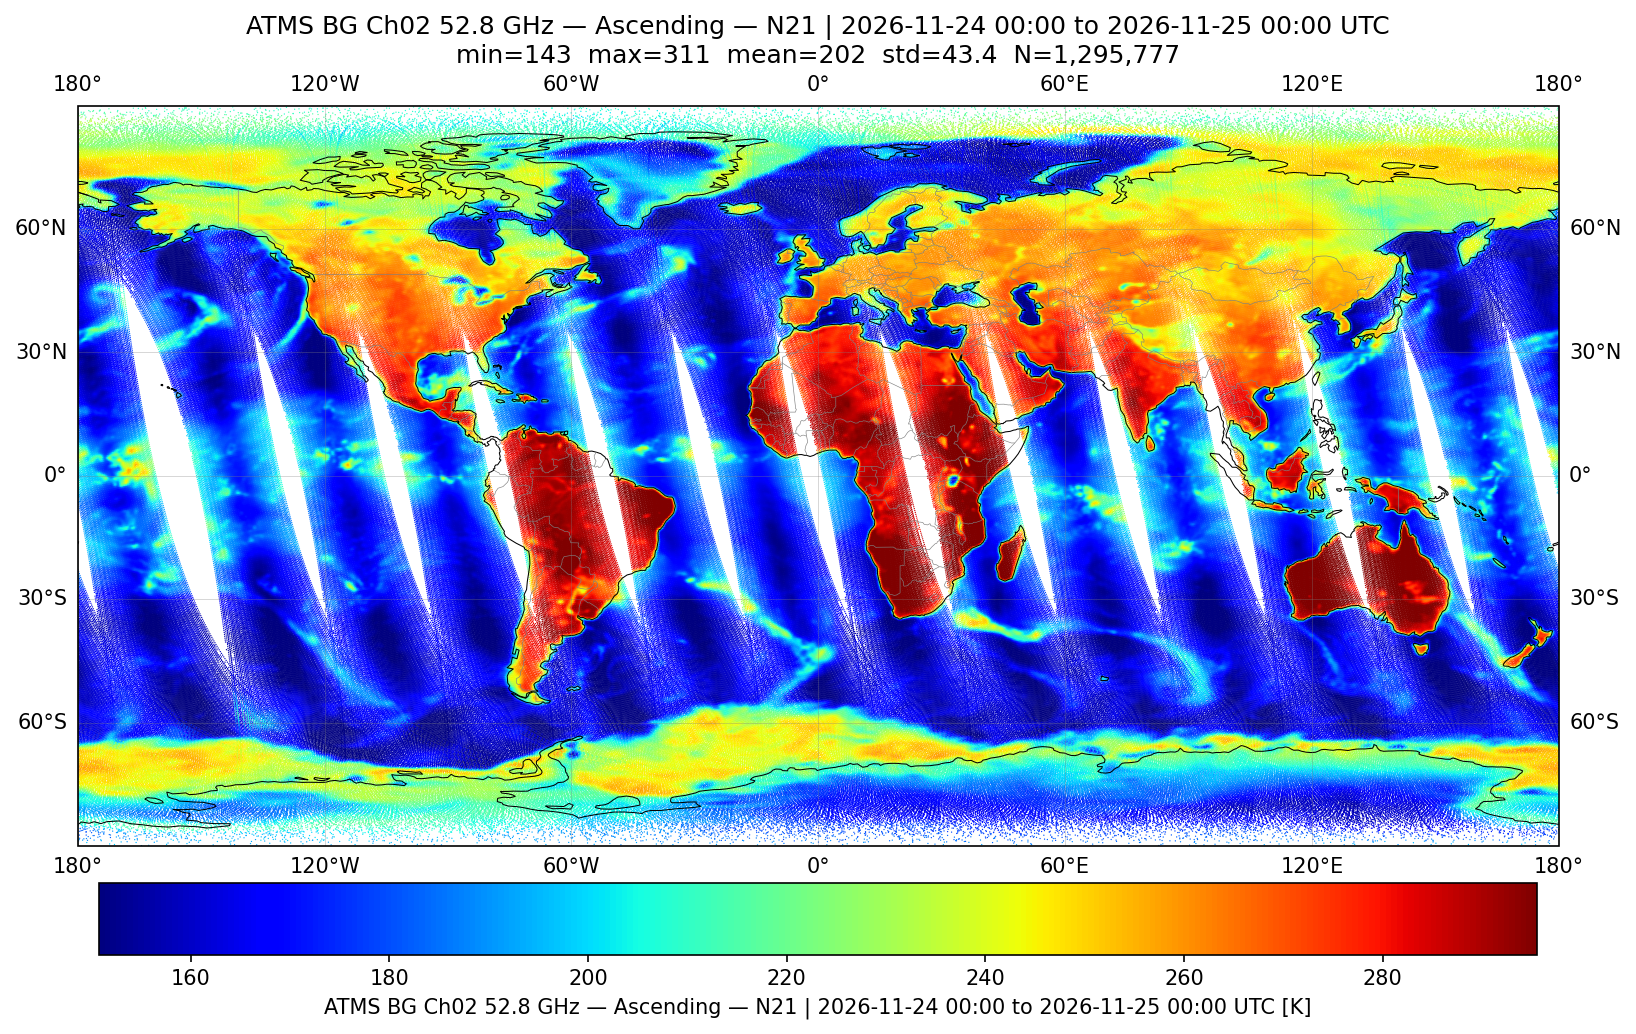 ATMS BG Ch02 52.8 GHz — Ascending — N21 | 2026-11-24 00:00 to 2026-11-25 00:00 UTC
min=143 max=311 mean=202 std=43.4 N=1,295,777
180° 120°W 60°W 0° 60°E 120°E 180°
60°N 60°N
30°N 30°N
0° 0°
30°S 30°S
60°S 60°S
180° 120°W 60°W 0° 60°E 120°E 180°
160 180 200 220 240 260 280
ATMS BG Ch02 52.8 GHz — Ascending — N21 | 2026-11-24 00:00 to 2026-11-25 00:00 UTC [K]